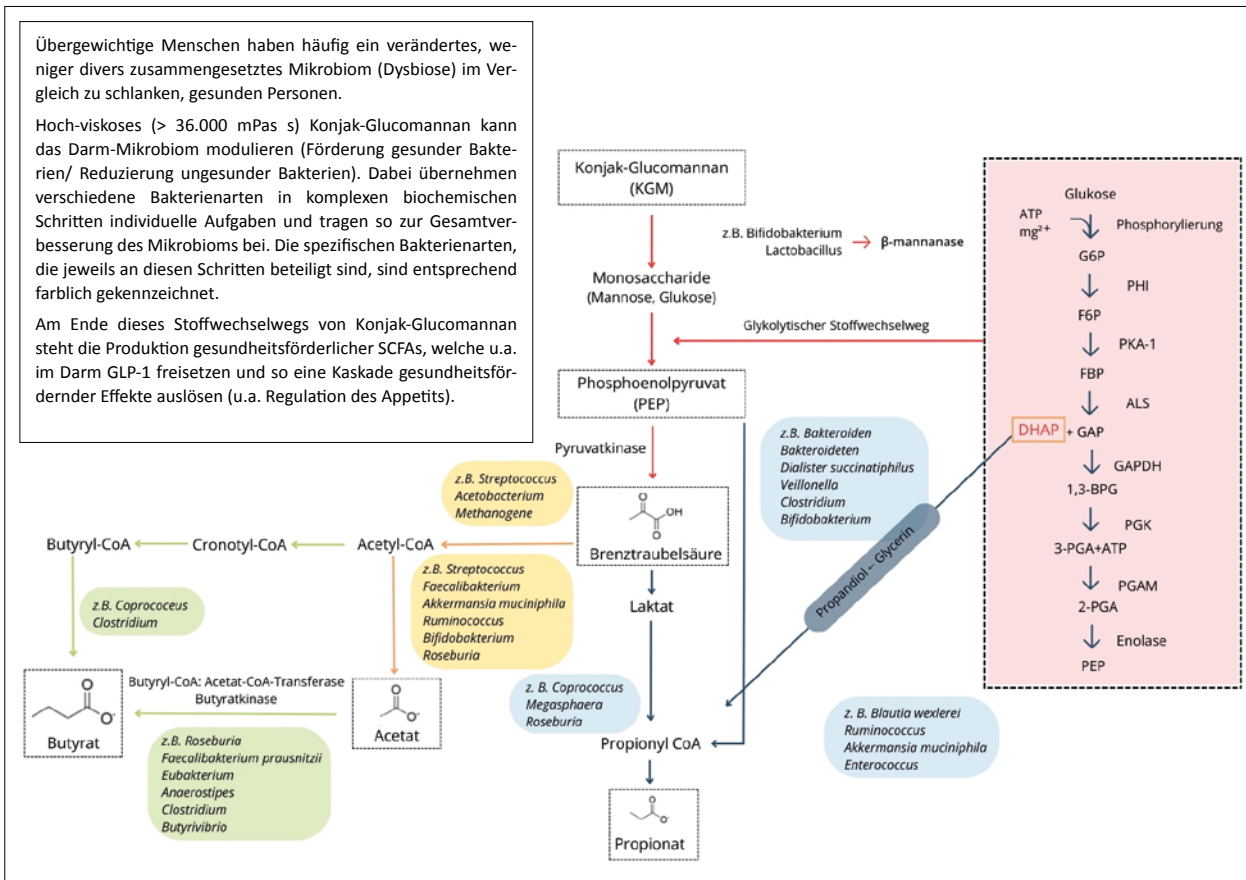 Übergewichtige Menschen haben häufig ein verändertes, we-
niger divers zusammengesetztes Mikrobiom (Dysbiose) im Ver-
gleich zu schlanken, gesunden Personen.
Hoch-viskoses (> 36.000 mPas s) Konjak-Glucomannan kann
das Darm-Mikrobiom modulieren (Förderung gesunder Bakte-
rien/ Reduzierung ungesunder Bakterien). Dabei übernehmen
verschiedene Bakterienarten in komplexen biochemischen
Schritten individuelle Aufgaben und tragen so zur Gesamtver-
besserung des Mikrobioms bei. Die spezifischen Bakterienarten,
die jeweils an diesen Schritten beteiligt sind, sind entsprechend
farblich gekennzeichnet.
Am Ende dieses Stoffwechselwegs von Konjak-Glucomannan
steht die Produktion gesundheitsförderlicher SCFAs, welche u.a.
im Darm GLP-1 freisetzen und so eine Kaskade gesundheitsför-
dernder Effekte auslösen (u.a. Regulation des Appetits).
Konjak-Glucomannan
(KGM)
z.B. Bifidobakterium
Lactobacillus
β-mannanase
Monosaccharide
(Mannose, Glukose)
Glykolytischer Stoffwechselweg
Phosphoenolpyruvat
(PEP)
Pyruvatkinase
Glukose
ATP
mg²⁺
Phosphorylierung
G6P
PHI
F6P
PKA-1
FBP
ALS
DHAP + GAP
GAPDH
1,3-BPG
PGK
3-PGA+ATP
PGAM
2-PGA
Enolase
PEP
z.B. Bakteroiden
Bakteroideten
Dialister succinatiphilus
Veillonella
Clostridium
Bifidobakterium
Propandiol ← Glycerin
z.B. Streptococcus
Acetobacterium
Methanogene
O
OH
O
Brenztraubelsäure
Butyryl-CoA
Cronotyl-CoA
Acetyl-CoA
z.B. Streptococcus
Faecalibakterium
Akkermansia muciniphila
Ruminococcus
Bifidobakterium
Roseburia
Laktat
z.B. Coprococeus
Clostridium
Butyryl-CoA: Acetat-CoA-Transferase
Butyratkinase
O
O-
Butyrat
O
O-
Acetat
z.B. Roseburia
Faecalibakterium prausnitzii
Eubakterium
Anaerostipes
Clostridium
Butyrivibrio
z. B. Coprococcus
Megasphaera
Roseburia
z. B. Blautia wexlerei
Ruminococcus
Akkermansia muciniphila
Enterococcus
Propionyl CoA
O
O-
Propionat